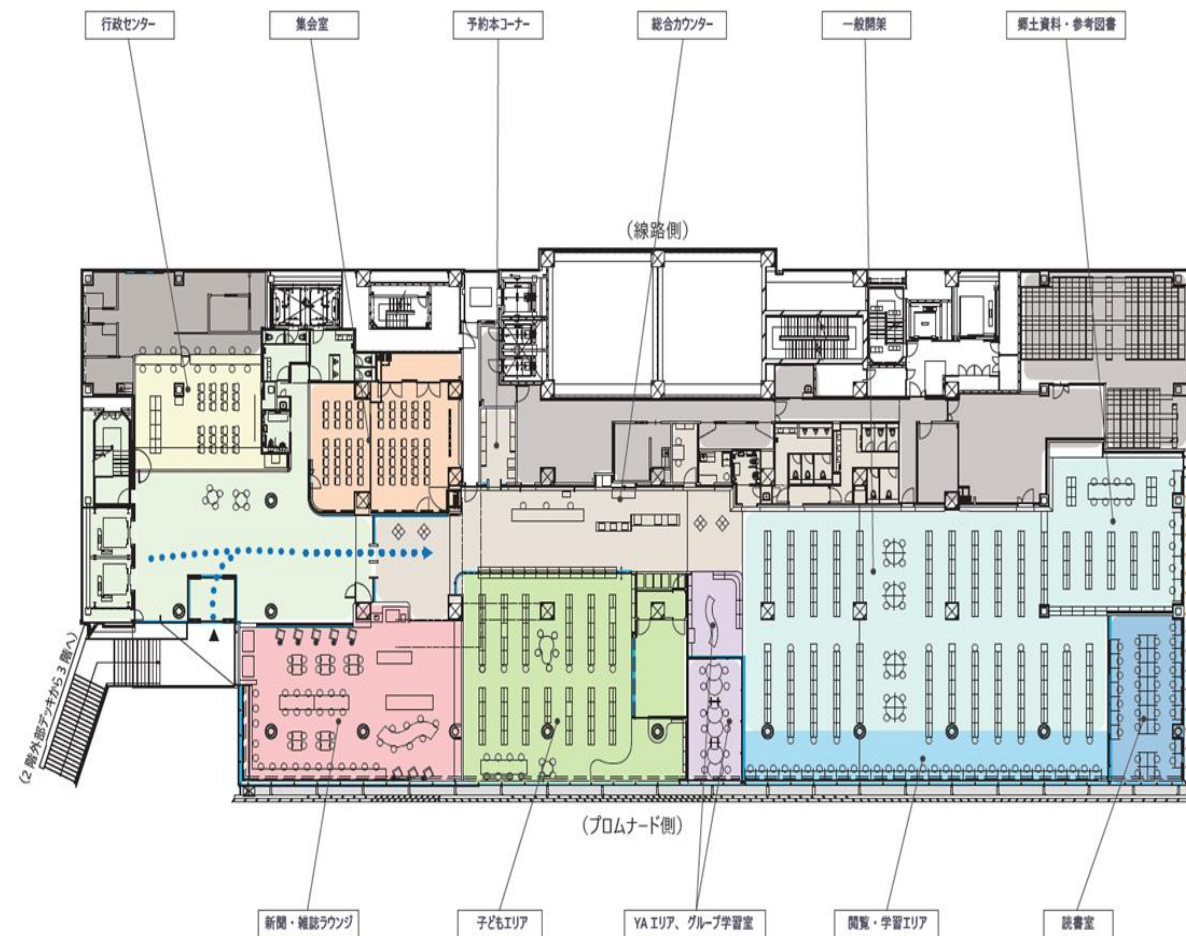 行政センター
集会室
予約本コーナー
総合カウンター
一般開架
郷土資料・参考図書
（線路側）
（2 階外部デッキから 3 階へ）
（プロムナード側）
新聞・雑誌ラウンジ
子どもエリア
YA エリア、グループ学習室
閲覧・学習エリア
読書室